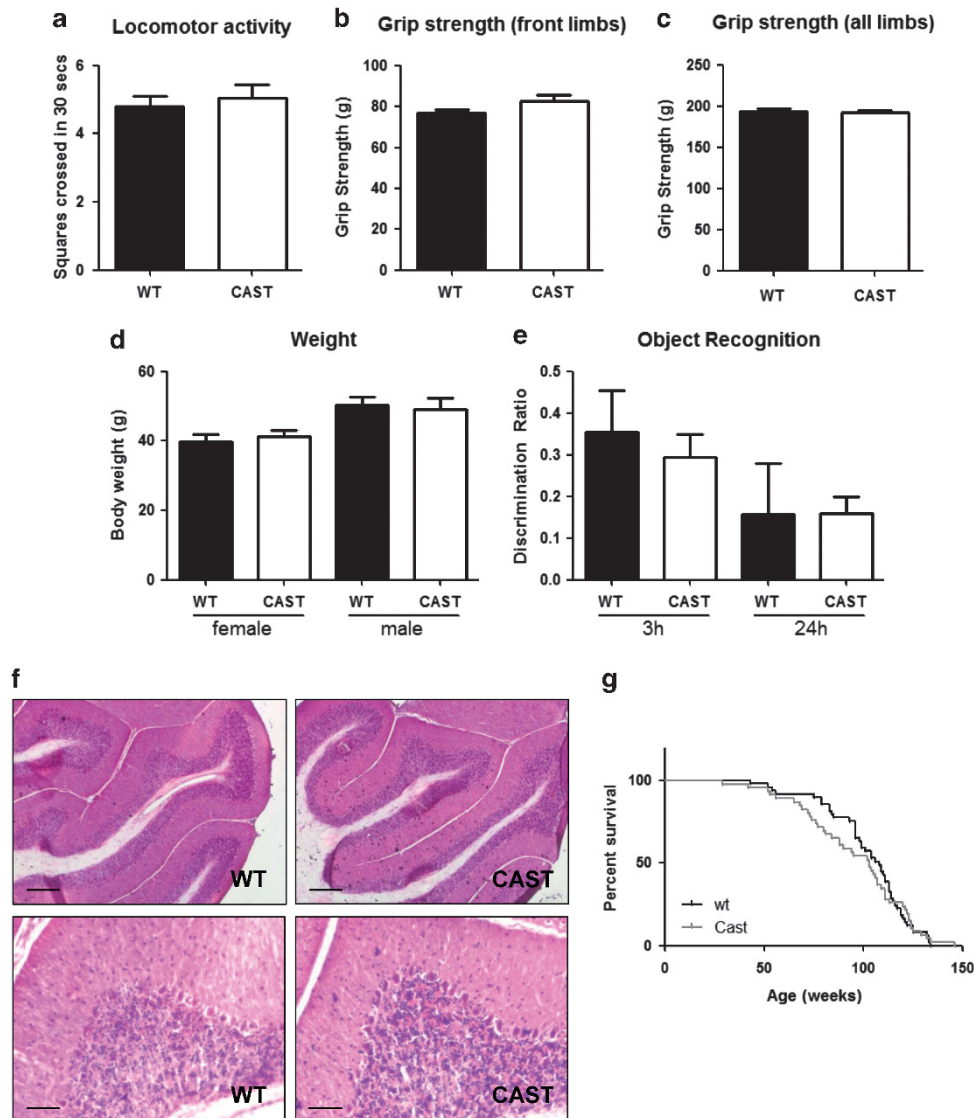 a
Locomotor activity
Squares crossed in 30 secs
6
4
2
0
WT
CAST
b
Grip strength (front limbs)
Grip Strength (g)
100
80
60
40
20
0
WT
CAST
c
Grip strength (all limbs)
Grip Strength (g)
250
200
150
100
50
0
WT
CAST
d
Weight
Body weight (g)
60
40
20
0
WT
CAST
WT
CAST
female
male
e
Object Recognition
Discrimination Ratio
0.5
0.4
0.3
0.2
0.1
0.0
WT
CAST
WT
CAST
3h
24h
f
WT
CAST
WT
CAST
g
Percent survival
100
50
0
wt
Cast
0
50
100
150
Age (weeks)